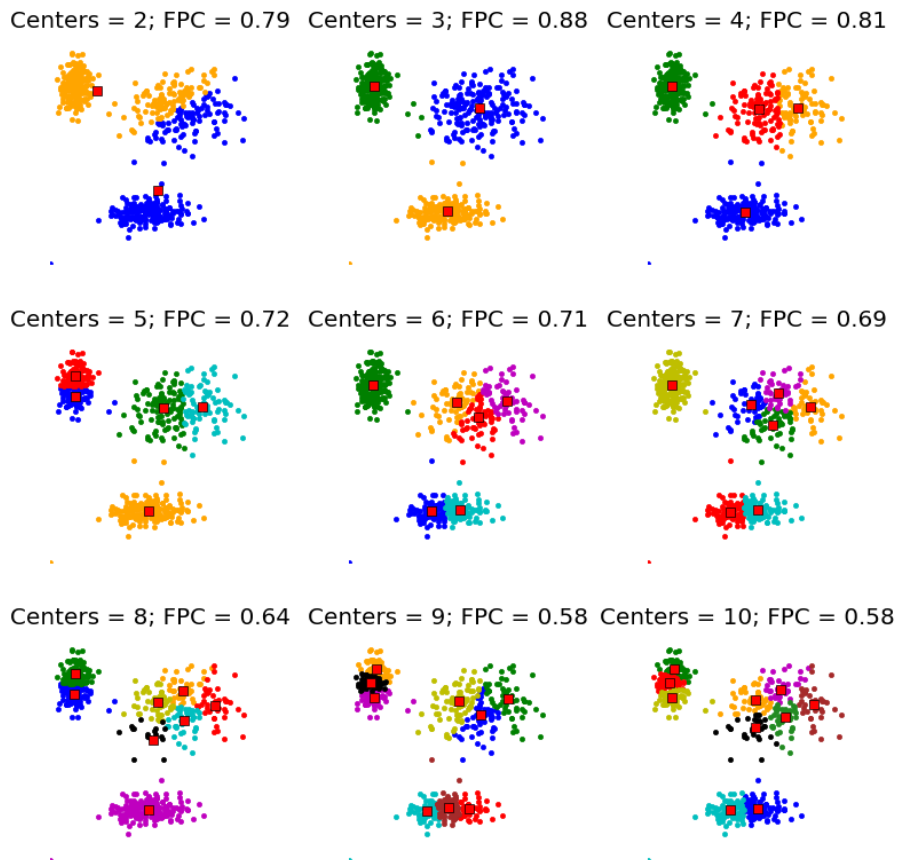 Centers = 2; FPC = 0.79
Centers = 3; FPC = 0.88
Centers = 4; FPC = 0.81
Centers = 5; FPC = 0.72
Centers = 6; FPC = 0.71
Centers = 7; FPC = 0.69
Centers = 8; FPC = 0.64
Centers = 9; FPC = 0.58
Centers = 10; FPC = 0.58